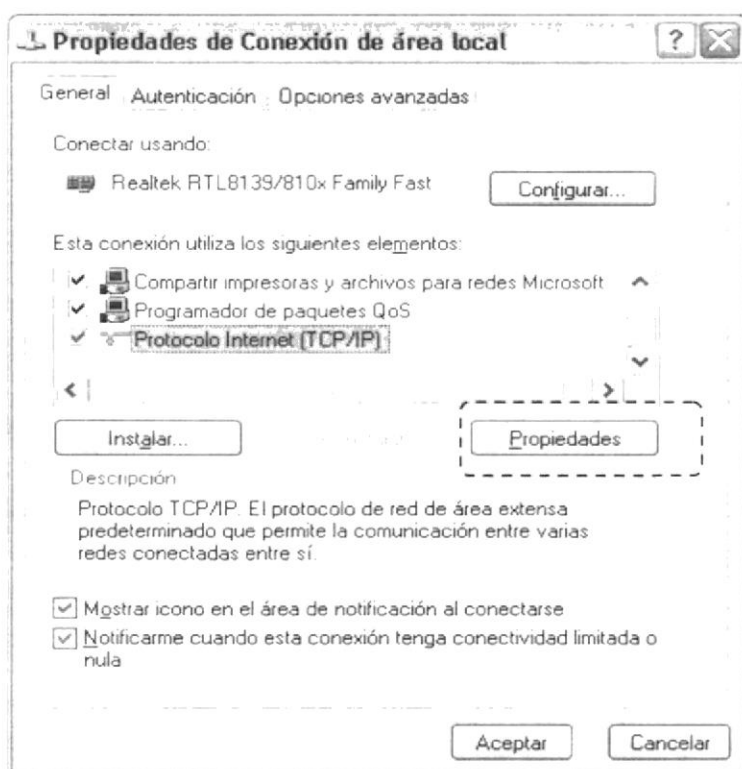 Propiedades de Conexión de área local
General Autenticación Opciones avanzadas
Conectar usando:
Realtek RTL8139/810x Family Fast Configurar...
Esta conexión utiliza los siguientes elementos:
Compartir impresoras y archivos para redes Microsoft
Programador de paquetes QoS
Protocolo Internet (TCP/IP)
Instalar... Propiedades
Descripción
Protocolo TCP/IP. El protocolo de red de área extensa
predeterminado que permite la comunicación entre varias
redes conectadas entre sí.
Mostrar icono en el área de notificación al conectarse
Notificarme cuando esta conexión tenga conectividad limitada o
nula
Aceptar Cancelar